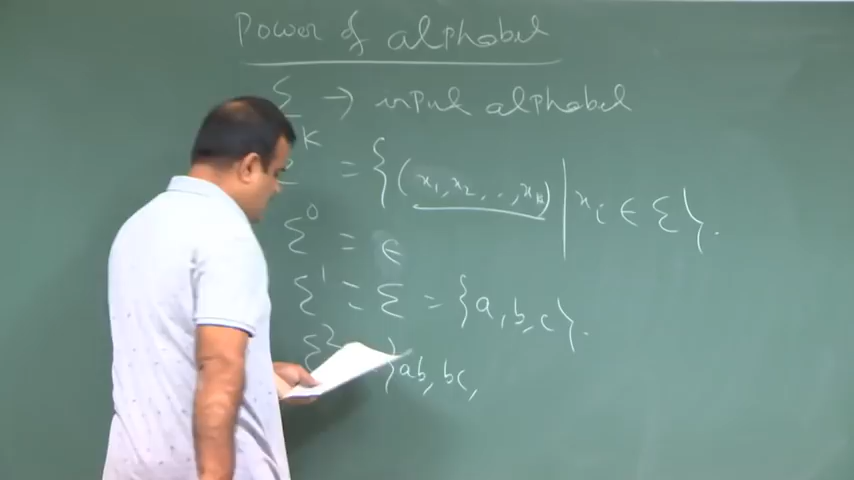 Power of alphabet
Σ → input alphabet
Σ^K = {(x₁, x₂, .., x_k) | x_i ∈ Σ}.
Σ⁰ = ϵ
Σ¹ = Σ = {a, b, c}.
Σ² {ab, bc,